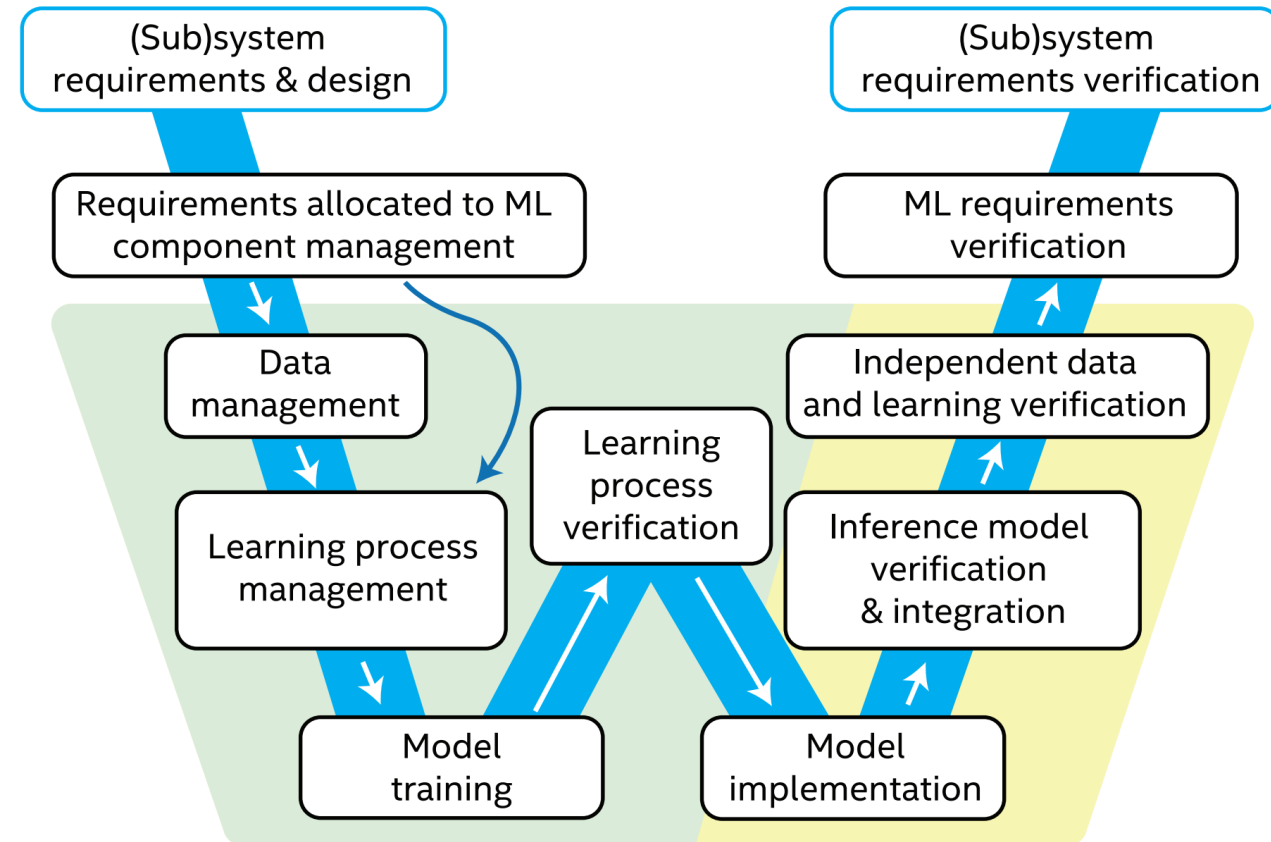 (Sub)system
requirements & design
(Sub)system
requirements verification
Requirements allocated to ML
component management
ML requirements
verification
Data
management
Independent data
and learning verification
Learning
process
verification
Learning process
management
Inference model
verification
& integration
Model
training
Model
implementation